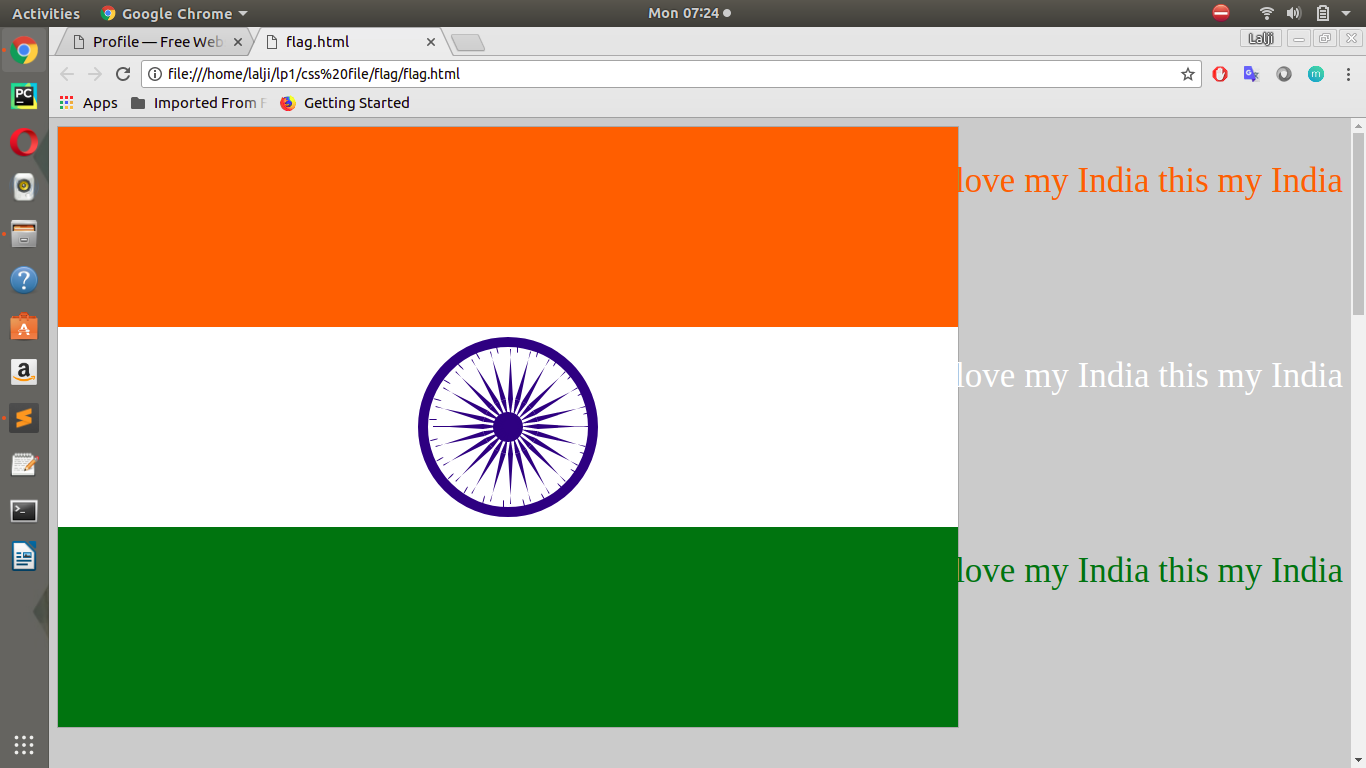 Activities Google Chrome Mon 07:24
Profile — Free Web flag.html Lalji
file:///home/lalji/lp1/css%20file/flag/flag.html
Apps Imported From F Getting Started
love my India this my India
love my India this my India
love my India this my India